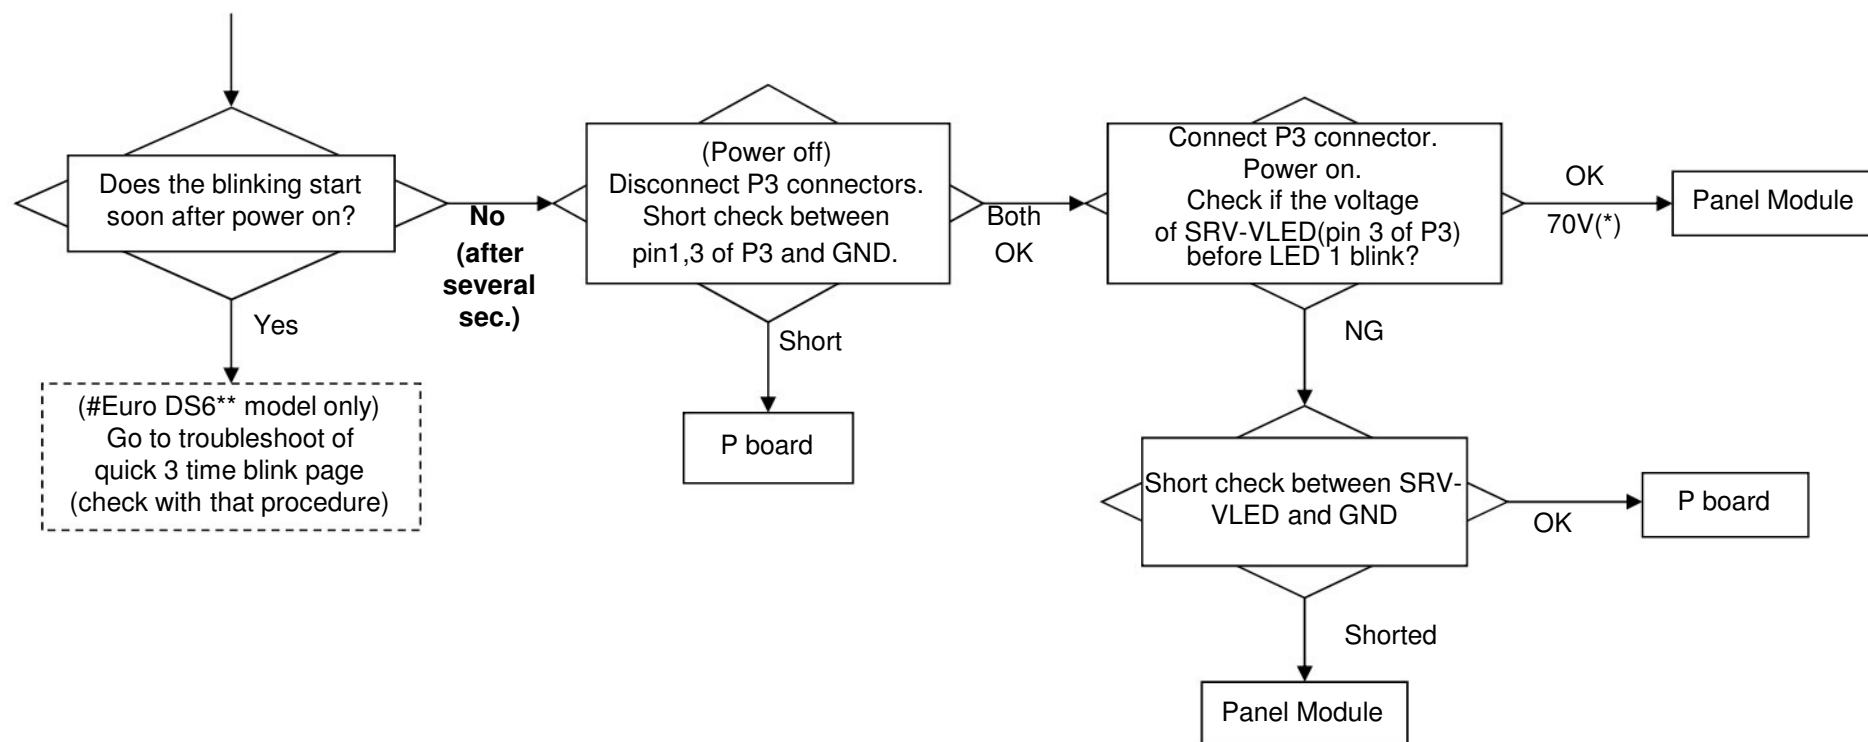 Does the blinking start
soon after power on?
No
(after
several
sec.)
Yes
(#Euro DS6** model only)
Go to troubleshoot of
quick 3 time blink page
(check with that procedure)
(Power off)
Disconnect P3 connectors.
Short check between
pin1,3 of P3 and GND.
Both
OK
Short
P board
Connect P3 connector.
Power on.
Check if the voltage
of SRV-VLED(pin 3 of P3)
before LED 1 blink?
OK
70V(*)
Panel Module
NG
Short check between SRV-
VLED and GND
OK
P board
Shorted
Panel Module